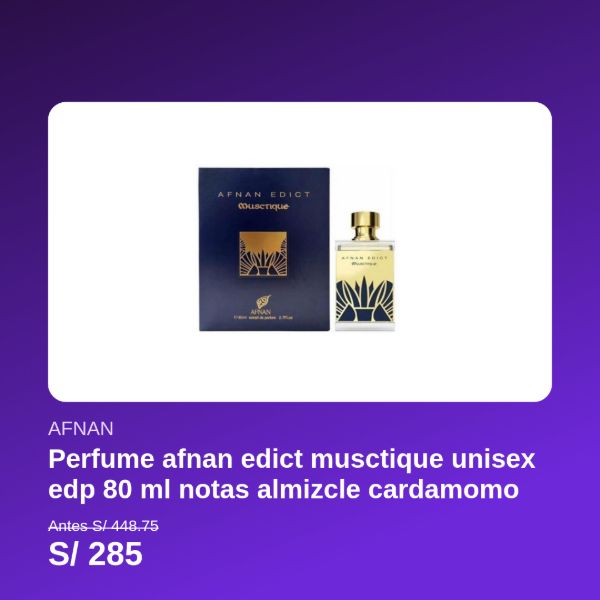 AFNAN EDICT
Musctique
AFNAN
AFNAN EDICT
Musctique
AFNAN
Perfume afnan edict musctique unisex
edp 80 ml notas almizcle cardamomo
Antes S/ 448.75
S/ 285